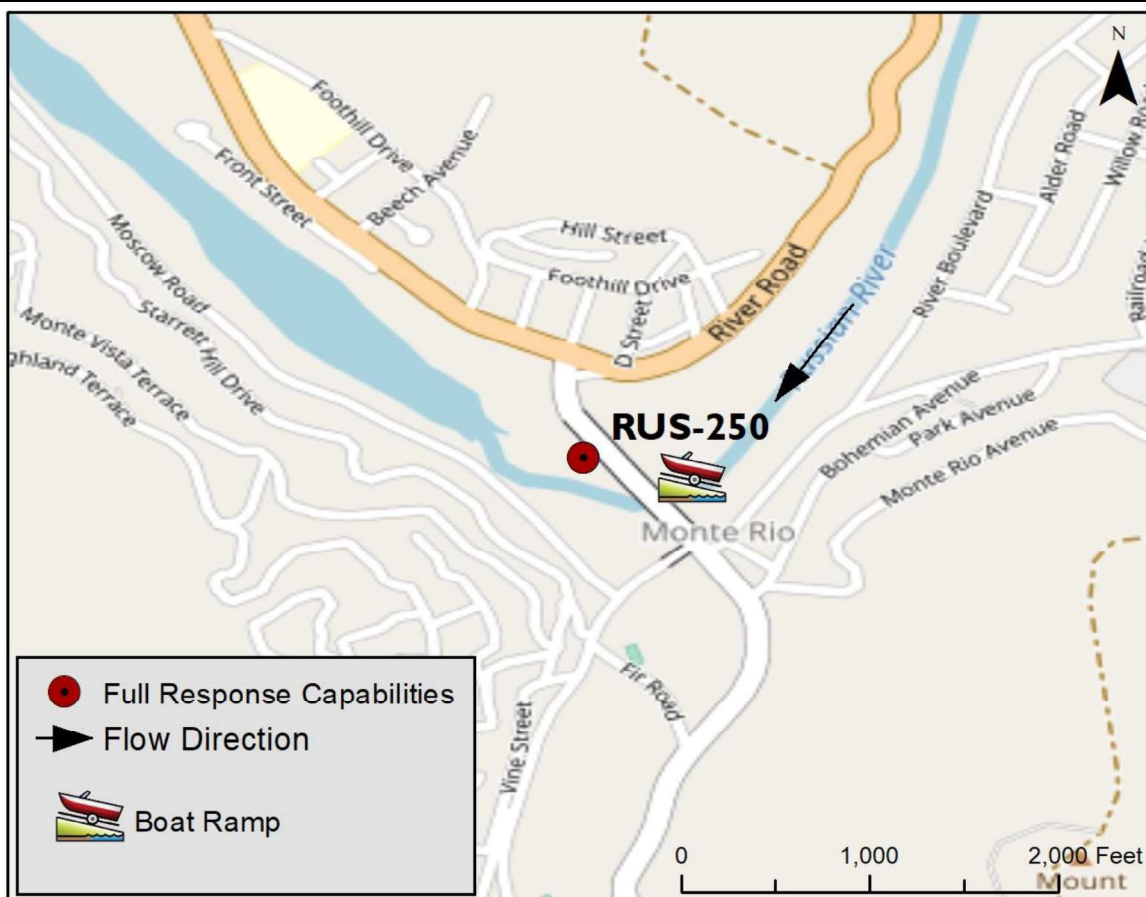 N
Foothill Drive
Front Street
Beech Avenue
Alder Road
Willow Road
Hill Street
Foothill Drive
River Boulevard
Moscow Road
River Road
D Street
Russian River
Starrett Hill Drive
Monte Vista Terrace
ghland Terrace
Railroad
Bohemian Avenue
Park Avenue
Monte Rio Avenue
RUS-250
Monte Rio
Fir Road
Vine Street
Full Response Capabilities
Flow Direction
Boat Ramp
0 1,000 2,000 Feet
Mount